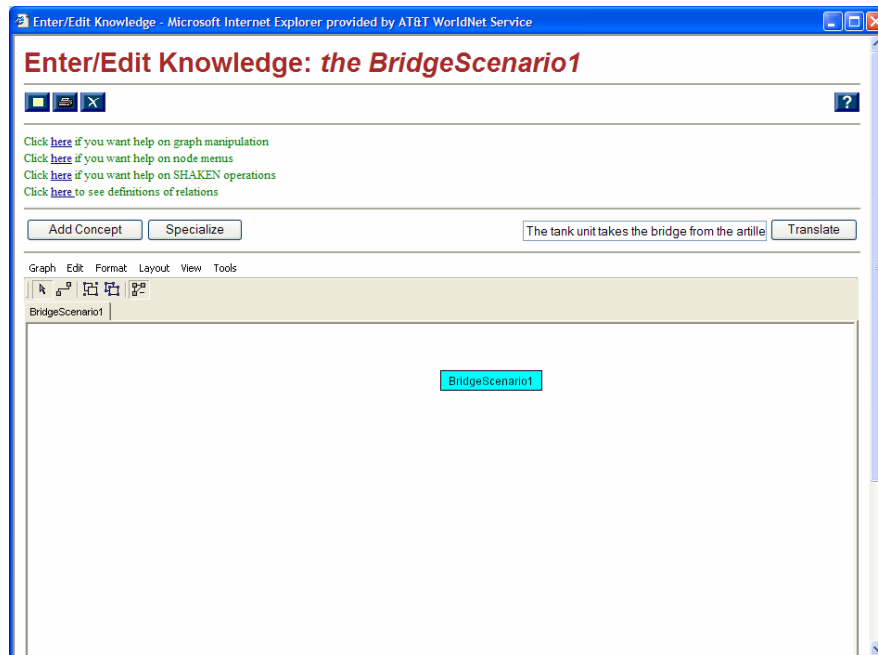 Enter/Edit Knowledge - Microsoft Internet Explorer provided by AT&T WorldNet Service
Enter/Edit Knowledge: the BridgeScenario1
?
Click here if you want help on graph manipulation
Click here if you want help on node menus
Click here if you want help on SHAKEN operations
Click here to see definitions of relations
Add Concept Specialize The tank unit takes the bridge from the artille Translate
Graph Edit Format Layout View Tools
BridgeScenario1
BridgeScenario1